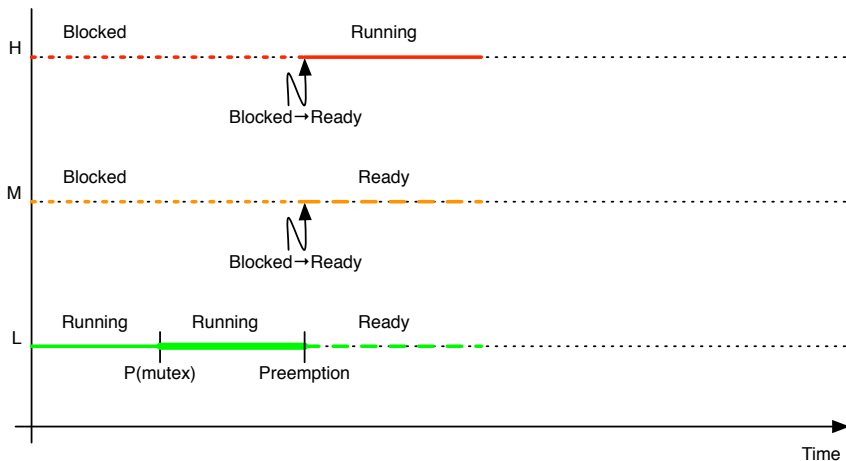 Blocked
Running
H
Blocked→Ready
Blocked
Ready
M
Blocked→Ready
Running
Running
Ready
L
P(mutex)
Preemption
Time